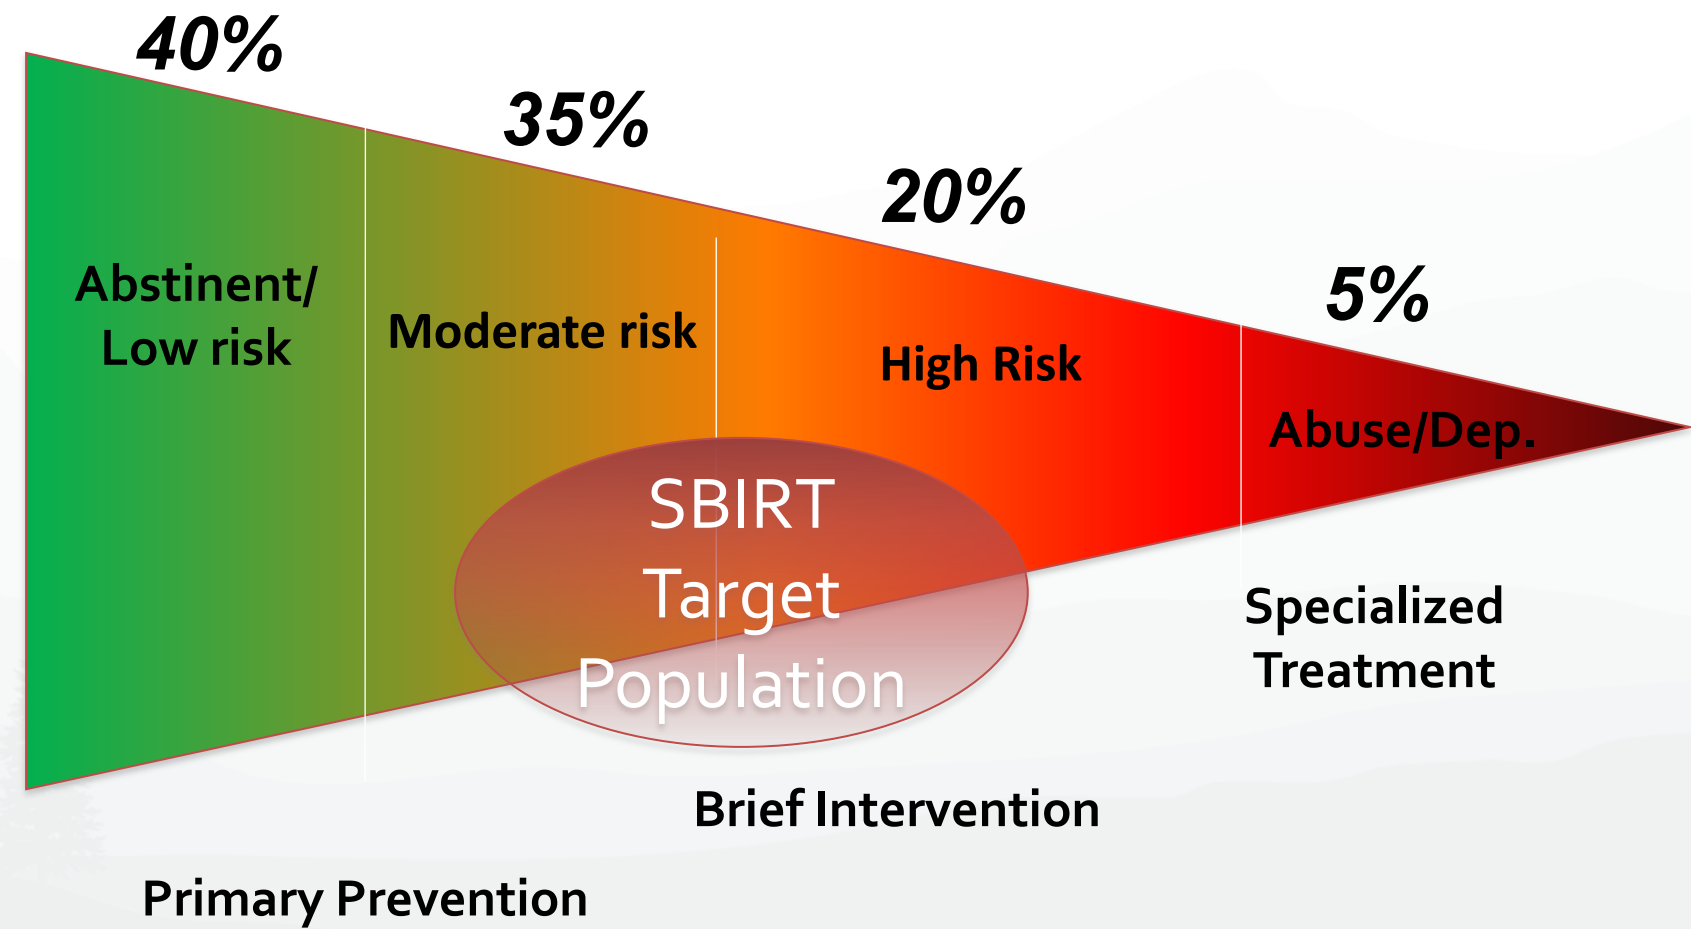 40%
35%
20%
5%
Abstinent/
Low risk
Moderate risk
High Risk
Abuse/Dep.
SBIRT
Target
Population
Specialized
Treatment
Brief Intervention
Primary Prevention